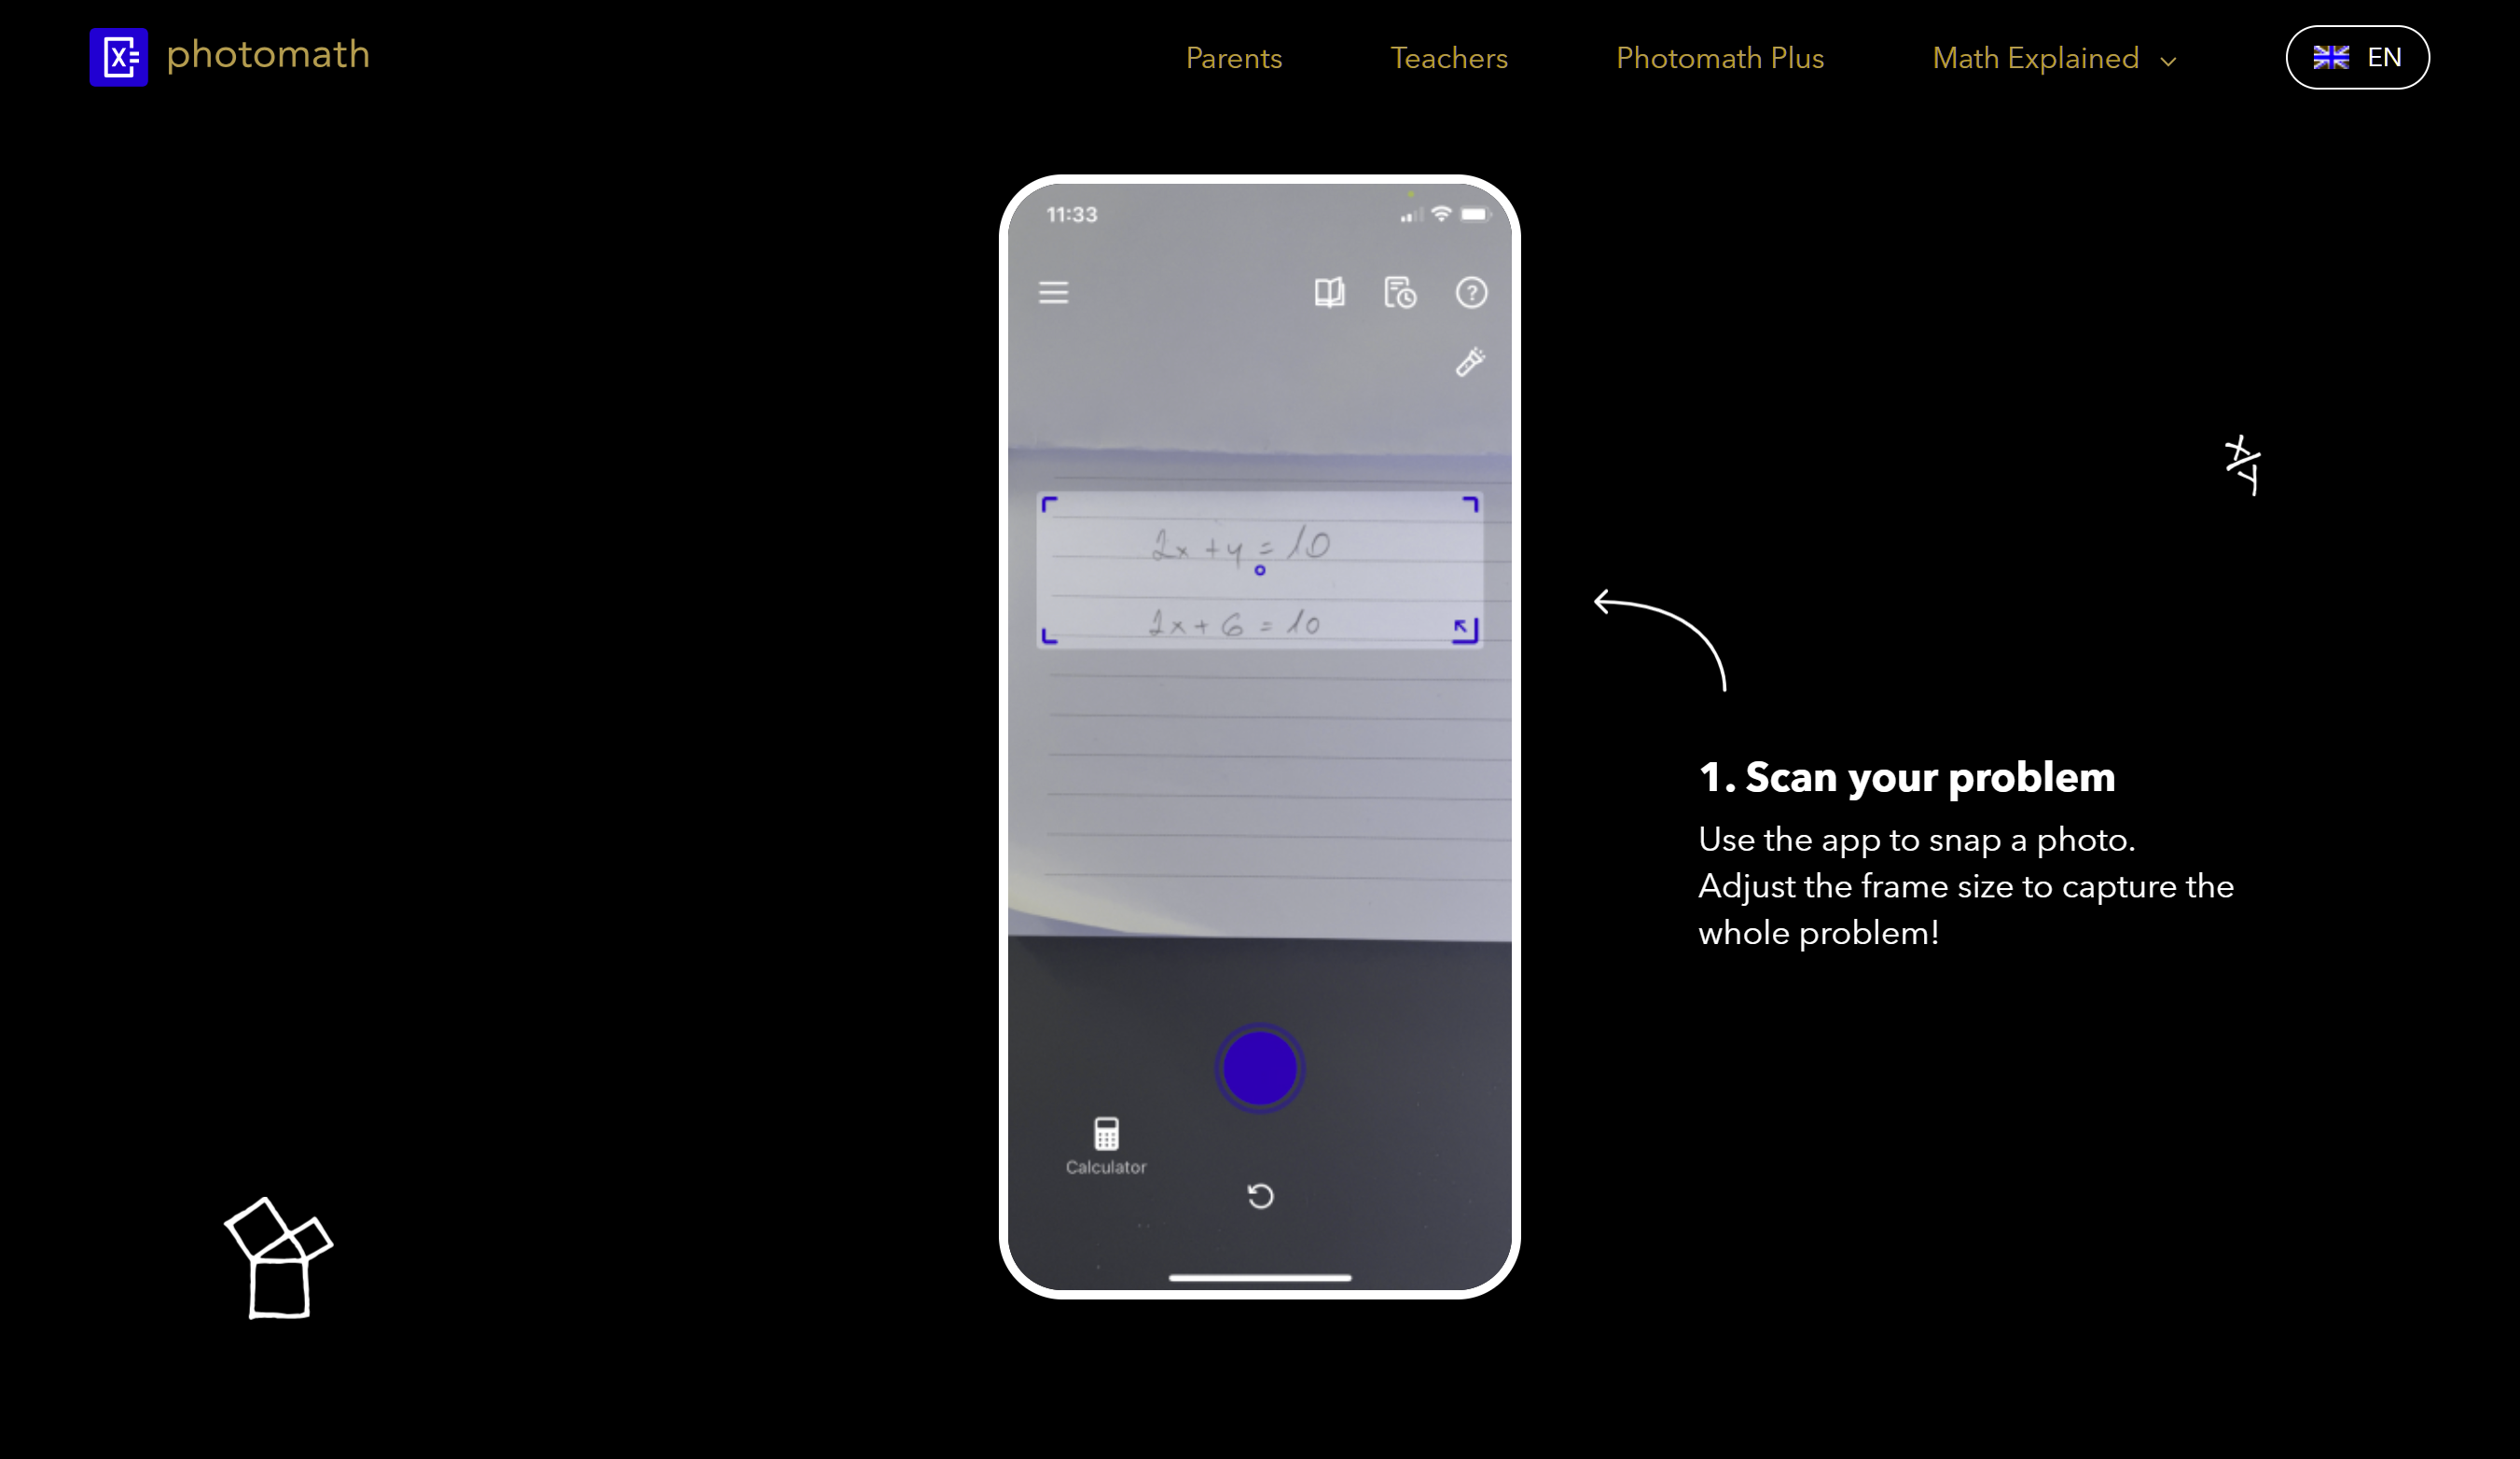 photomath
Parents
Teachers
Photomath Plus
Math Explained
EN
11:33
2x + y = 10
2x + 6 = 10
Calculator
x/y
1. Scan your problem
Use the app to snap a photo.
Adjust the frame size to capture the
whole problem!